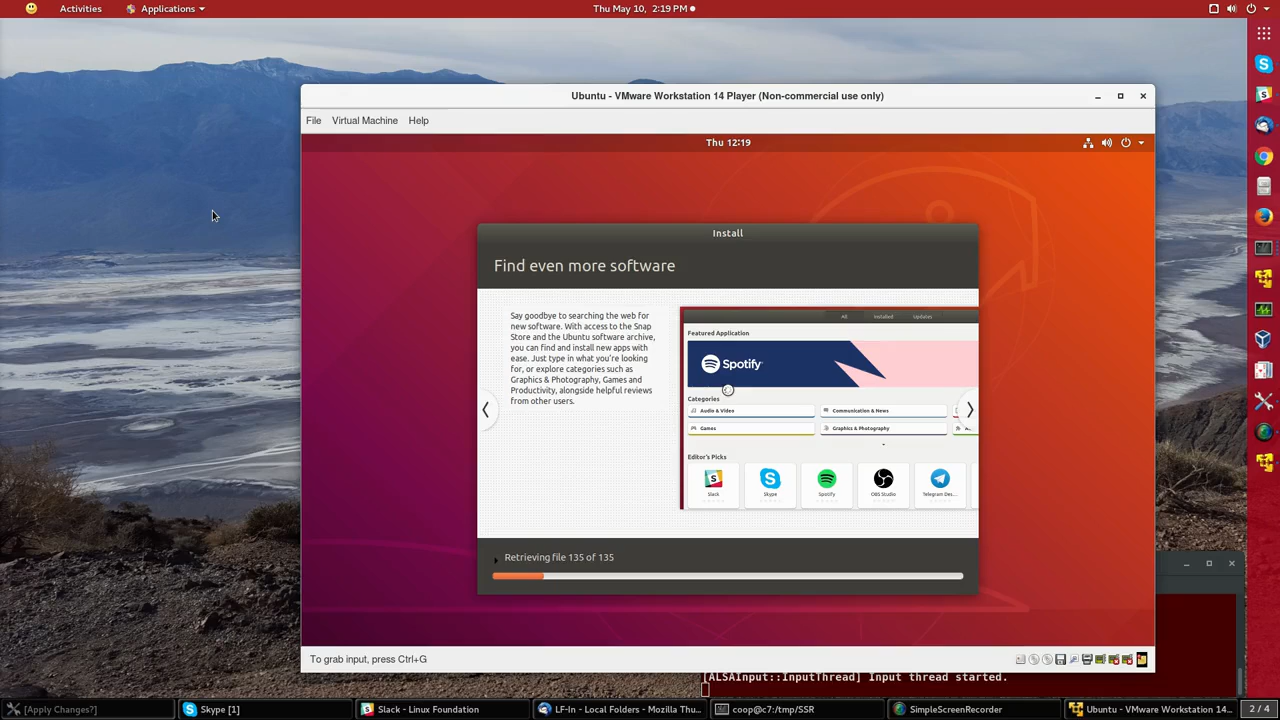 Activities
Applications
Thu May 10, 2:19 PM
Ubuntu - VMware Workstation 14 Player (Non-commercial use only)
File
Virtual Machine
Help
Thu 12:19
Install
Find even more software
Say goodbye to searching the web for
new software. With access to the Snap
Store and the Ubuntu software archive,
you can find and install new apps with
ease. Just type in what you're looking
for, or explore categories such as
Graphics & Photography, Games and
Productivity, alongside helpful reviews
from other users.
All
Installed
Updates
Featured Application
Spotify
Categories
Audio & Video
Communication & News
Games
Graphics & Photography
Editor's Picks
Slack
Skype
Spotify
OBS Studio
Telegram Des...
Retrieving file 135 of 135
To grab input, press Ctrl+G
[ALSAInput::InputThread] Input thread started.
[Apply Changes?]
Skype [1]
Slack - Linux Foundation
LF-In - Local Folders - Mozilla Thu...
coop@c7:/tmp/SSR
SimpleScreenRecorder
Ubuntu - VMware Workstation 14...
2 / 4